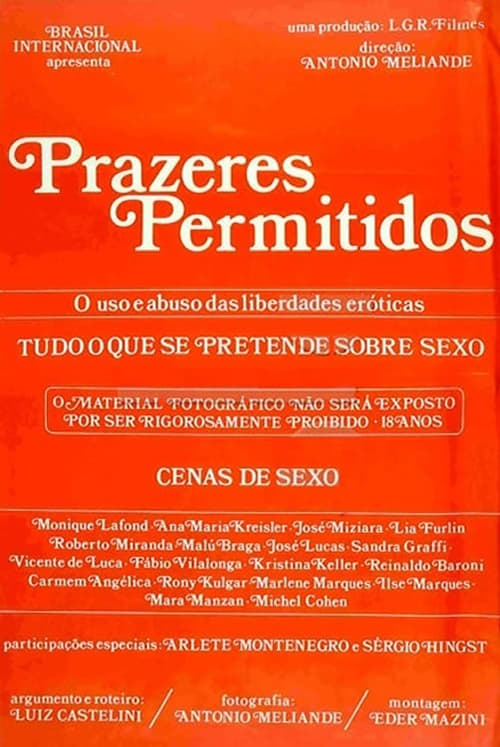 BRASIL
INTERNACIONAL
apresenta
uma produção: L.G.R. Filmes
direção:
ANTONIO MELIANDE
Prazeres
Permitidos
O uso e abuso das liberdades eróticas
TUDO O QUE SE PRETENDE SOBRE SEXO
O MATERIAL FOTOGRÁFICO NÃO SERÁ EXPOSTO
POR SER RIGOROSAMENTE PROIBIDO · 18 ANOS
CENAS DE SEXO
Monique Lafond · Ana Maria Kreisler · José Miziara · Lia Furlin
Roberto Miranda · Malú Braga · José Lucas · Sandra Graffi ·
Vicente de Luca · Fábio Vilalonga · Kristina Keller · Reinaldo Baroni
Carmem Angélica · Rony Kulgar · Marlene Marques · Ilse Marques ·
Mara Manzan · Michel Cohen
participações especiais: ARLETE MONTENEGRO e SÉRGIO HINGST
argumento e roteiro:
LUIZ CASTELINI
fotografia:
ANTONIO MELIANDE
montagem:
EDER MAZINI